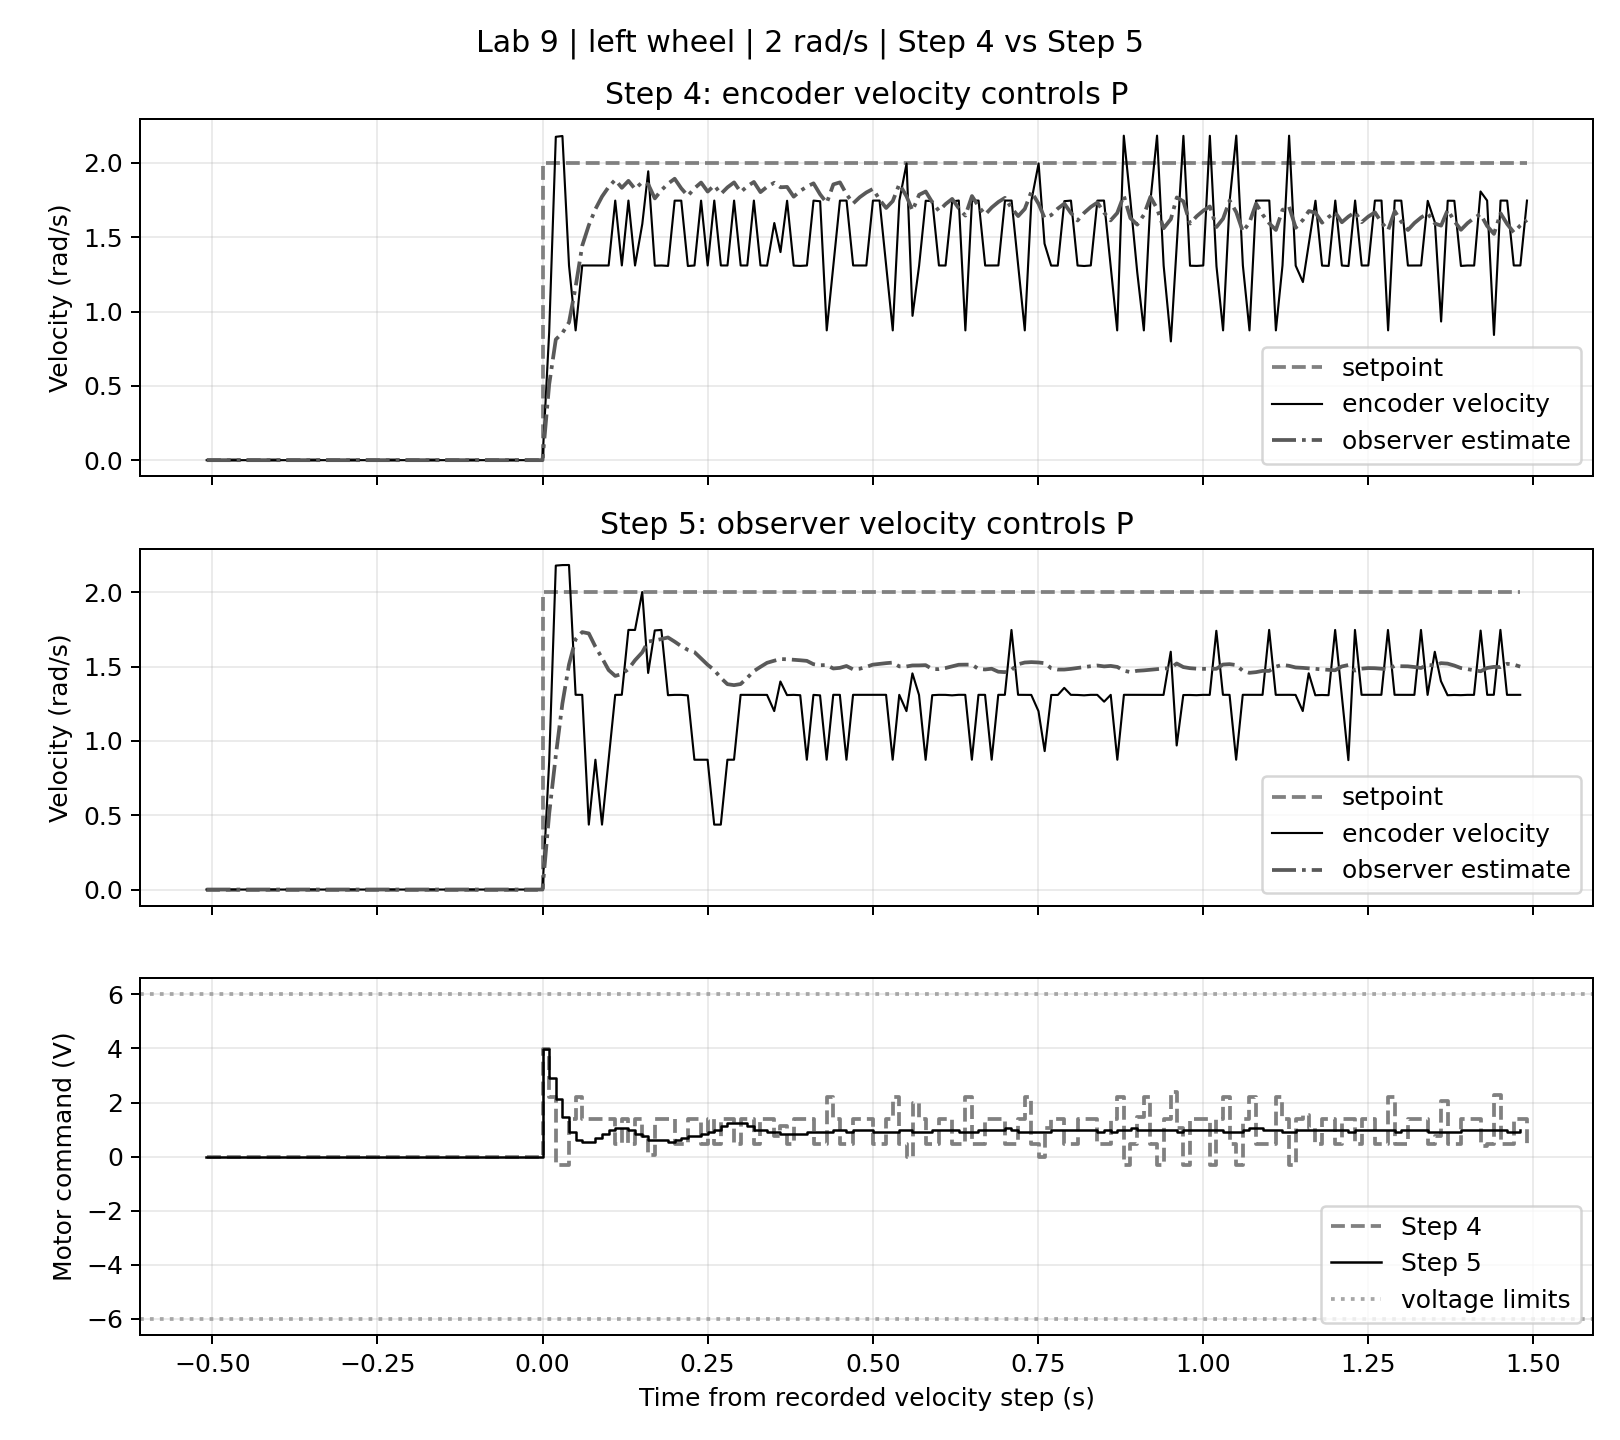 Lab 9 | left wheel | 2 rad/s | Step 4 vs Step 5
Step 4: encoder velocity controls P
Velocity (rad/s)
2.0
1.5
1.0
0.5
0.0
setpoint
encoder velocity
observer estimate
Step 5: observer velocity controls P
Velocity (rad/s)
2.0
1.5
1.0
0.5
0.0
setpoint
encoder velocity
observer estimate
Motor command (V)
6
4
2
0
−2
−4
−6
Step 4
Step 5
voltage limits
−0.50 −0.25 0.00 0.25 0.50 0.75 1.00 1.25 1.50
Time from recorded velocity step (s)